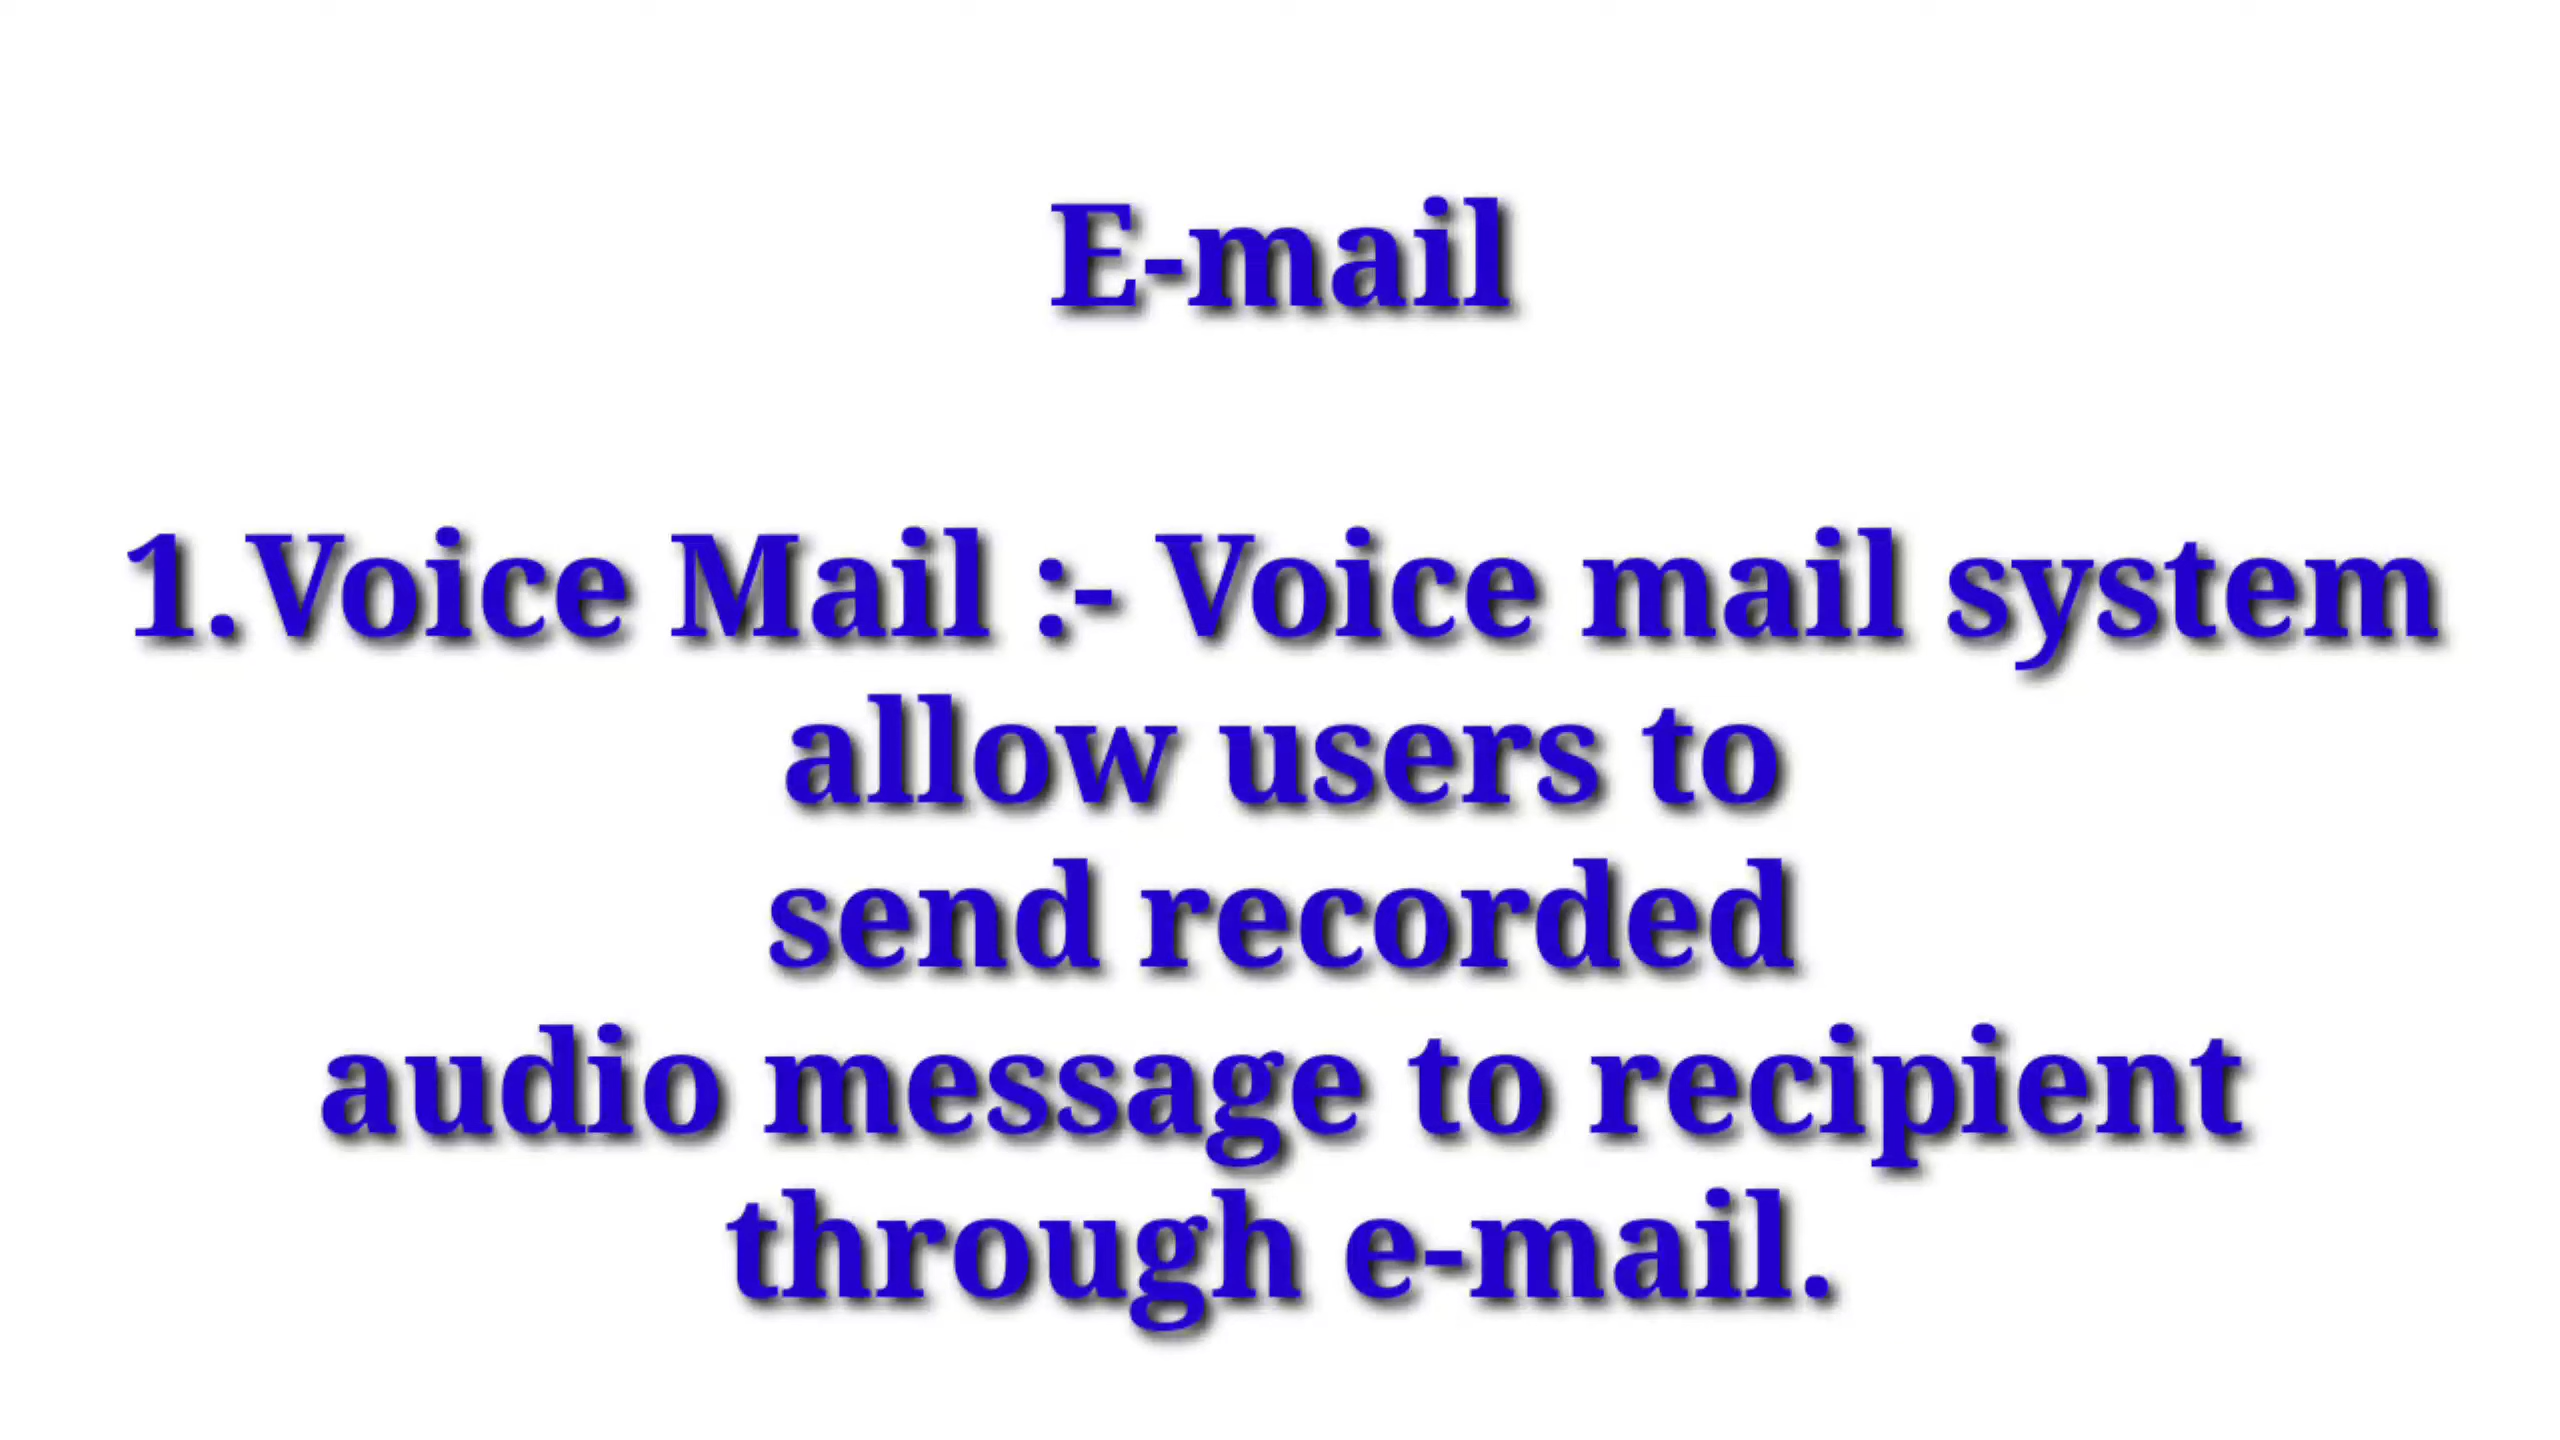 E-mail
1.Voice Mail :- Voice mail system
allow users to
send recorded
audio message to recipient
through e-mail.